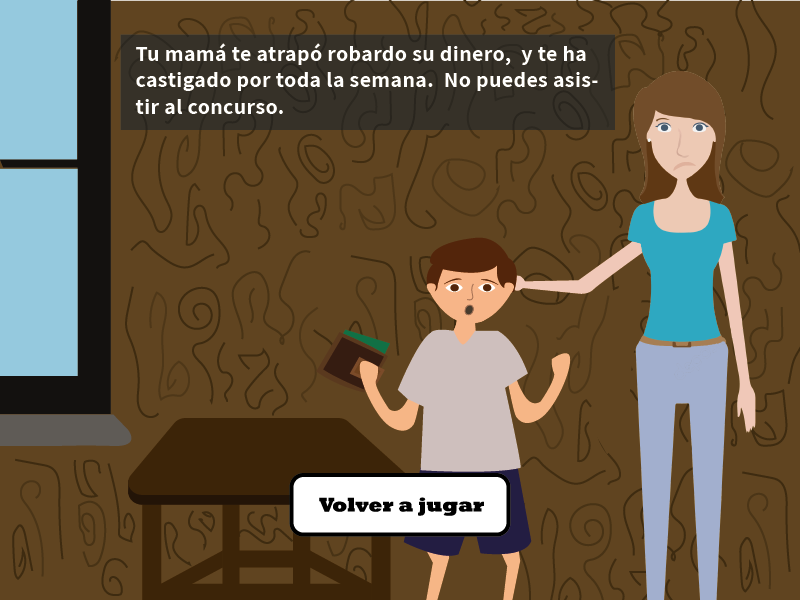 Tu mamá te atrapó robardo su dinero,  y te ha
castigado por toda la semana.  No puedes asis-
tir al concurso.
Volver a jugar